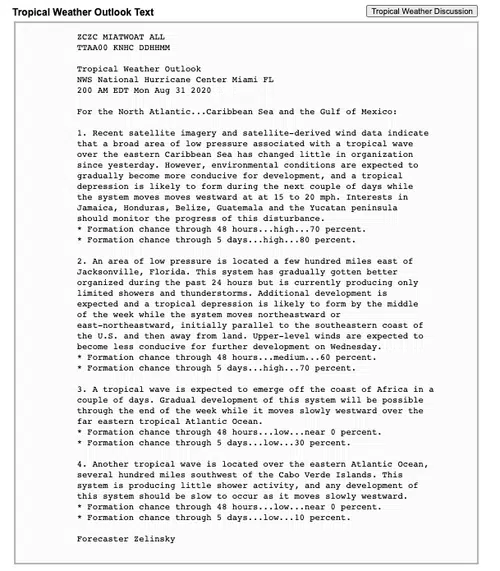 Tropical Weather Outlook Text
Tropical Weather Discussion
ZCZC MIATWOAT ALL
TTAA00 KNHC DDHHMM
Tropical Weather Outlook
NWS National Hurricane Center Miami FL
200 AM EDT Mon Aug 31 2020
For the North Atlantic...Caribbean Sea and the Gulf of Mexico:
1. Recent satellite imagery and satellite-derived wind data indicate
that a broad area of low pressure associated with a tropical wave
over the eastern Caribbean Sea has changed little in organization
since yesterday. However, environmental conditions are expected to
gradually become more conducive for development, and a tropical
depression is likely to form during the next couple of days while
the system moves moves westward at at 15 to 20 mph. Interests in
Jamaica, Honduras, Belize, Guatemala and the Yucatan peninsula
should monitor the progress of this disturbance.
* Formation chance through 48 hours...high...70 percent.
* Formation chance through 5 days...high...80 percent.
2. An area of low pressure is located a few hundred miles east of
Jacksonville, Florida. This system has gradually gotten better
organized during the past 24 hours but is currently producing only
limited showers and thunderstorms. Additional development is
expected and a tropical depression is likely to form by the middle
of the week while the system moves northeastward or
east-northeastward, initially parallel to the southeastern coast of
the U.S. and then away from land. Upper-level winds are expected to
become less conducive for further development on Wednesday.
* Formation chance through 48 hours...medium...60 percent.
* Formation chance through 5 days...high...70 percent.
3. A tropical wave is expected to emerge off the coast of Africa in a
couple of days. Gradual development of this system will be possible
through the end of the week while it moves slowly westward over the
far eastern tropical Atlantic Ocean.
* Formation chance through 48 hours...low...near 0 percent.
* Formation chance through 5 days...low...30 percent.
4. Another tropical wave is located over the eastern Atlantic Ocean,
several hundred miles southwest of the Cabo Verde Islands. This
system is producing little shower activity, and any development of
this system should be slow to occur as it moves slowly westward.
* Formation chance through 48 hours...low...near 0 percent.
* Formation chance through 5 days...low...10 percent.
Forecaster Zelinsky